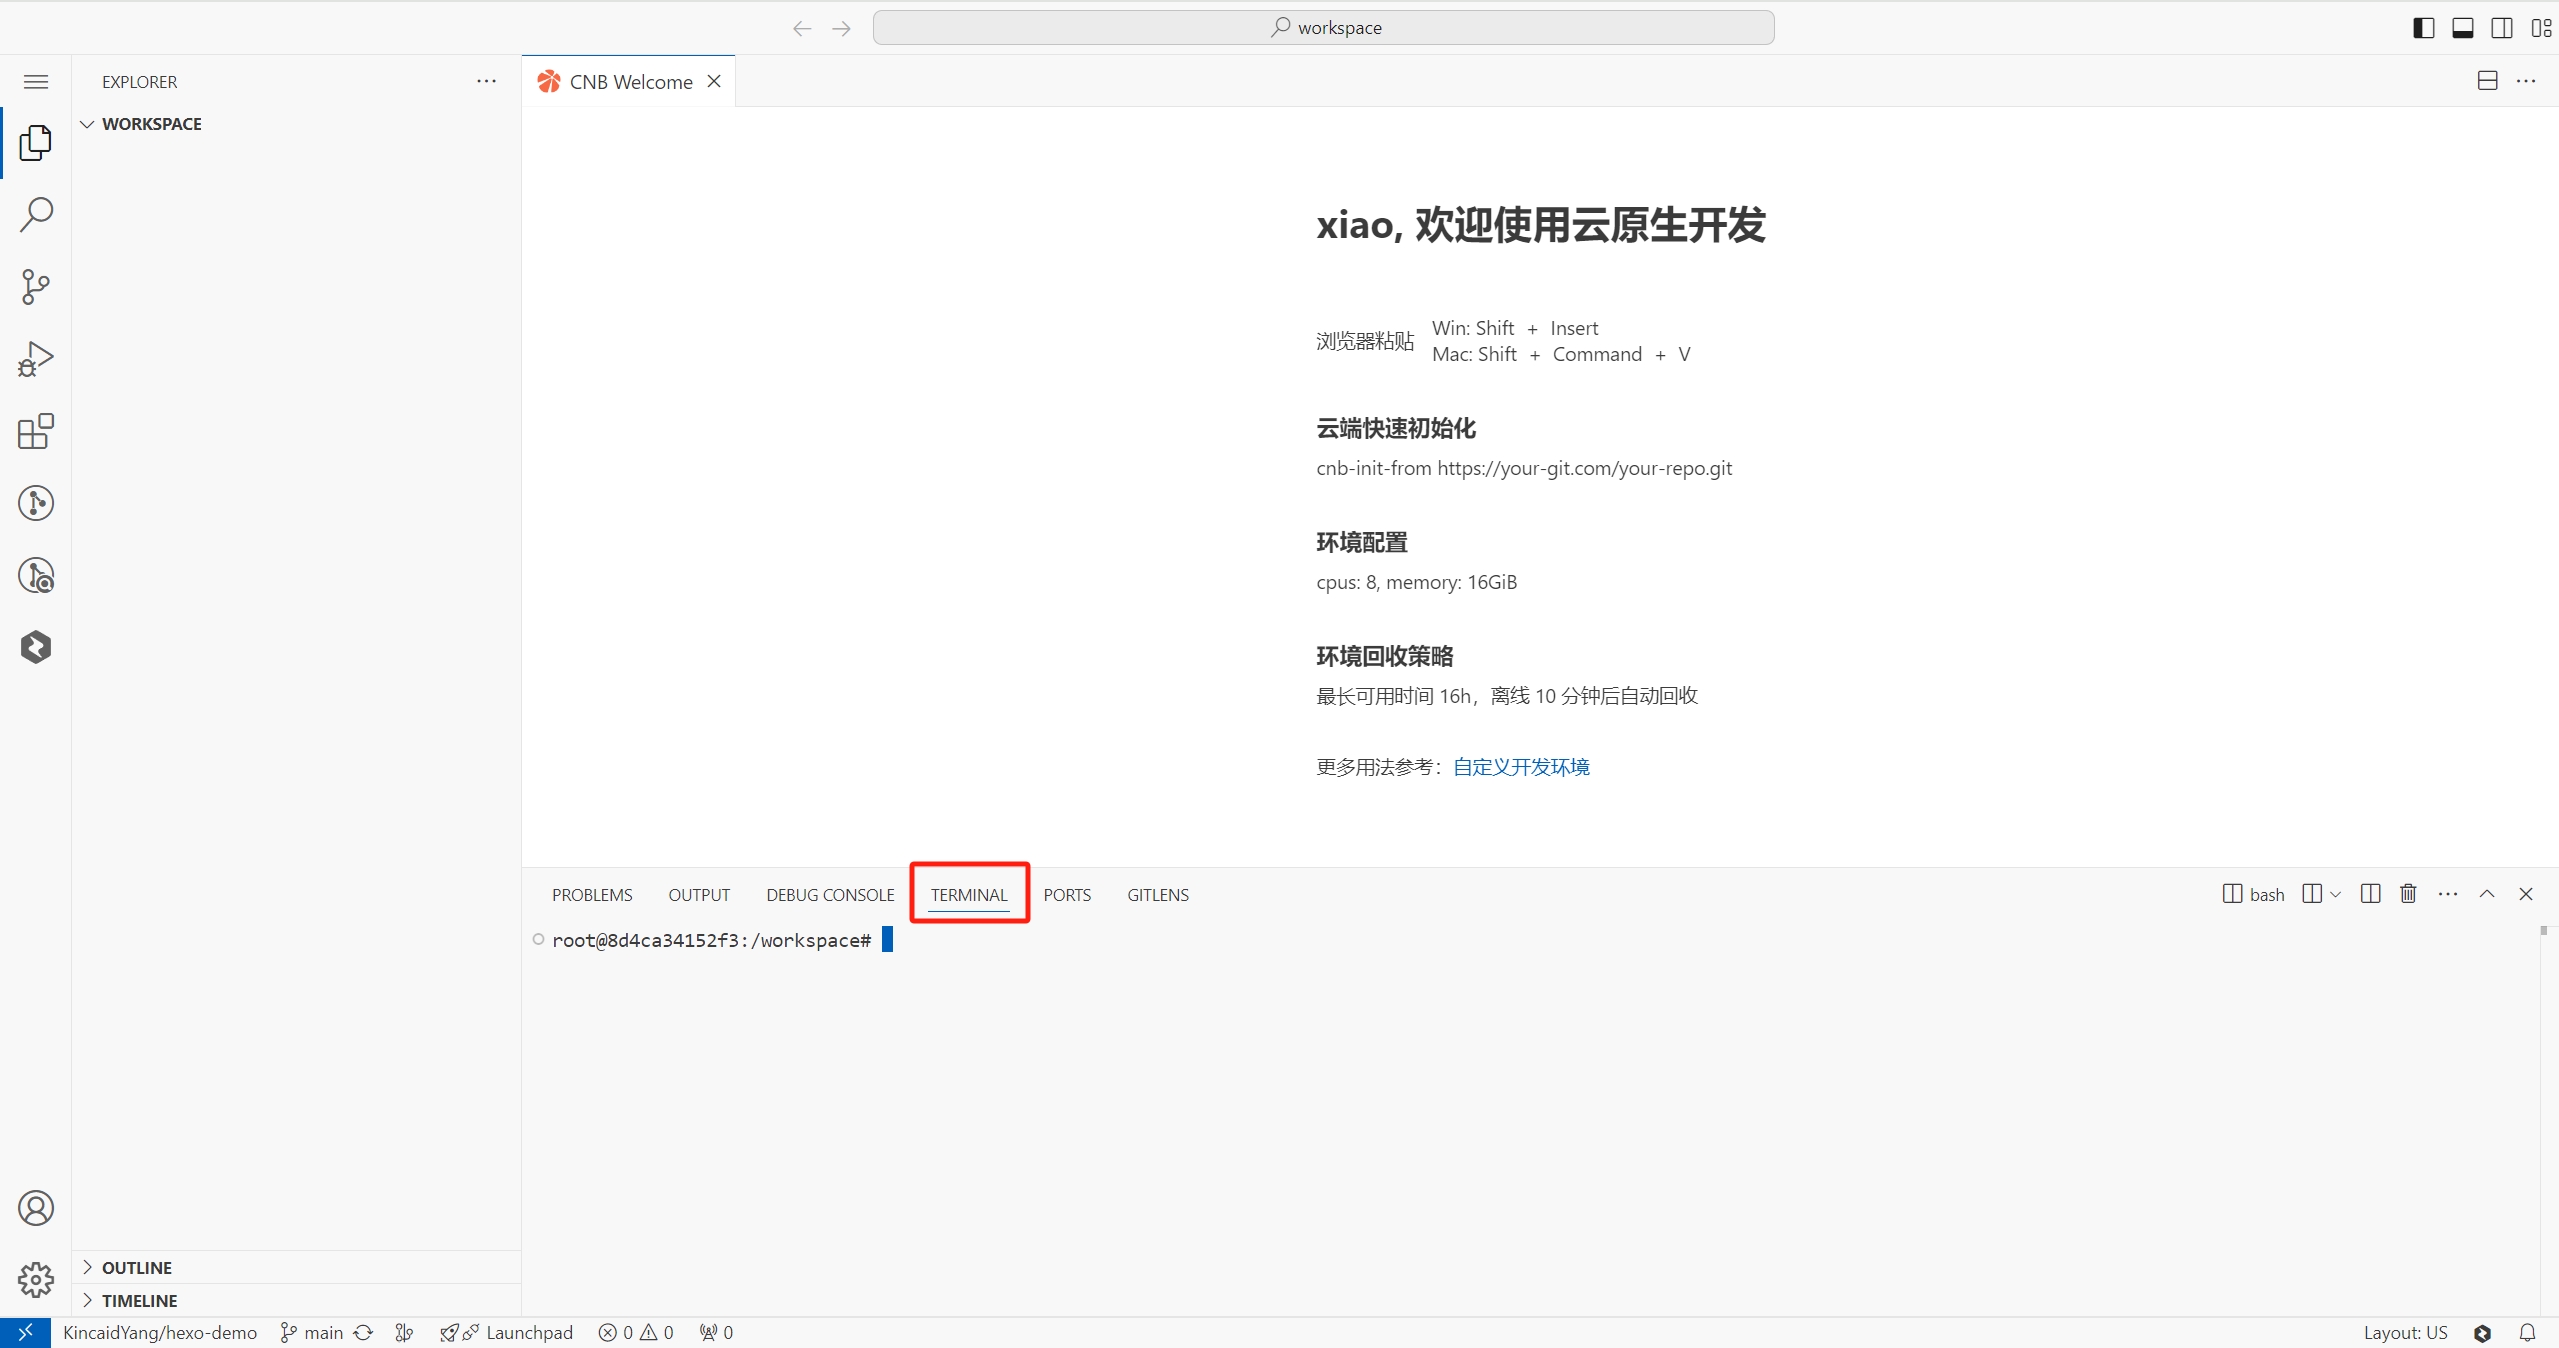 workspace
EXPLORER
WORKSPACE
CNB Welcome
xiao, 欢迎使用云原生开发
浏览器粘贴
Win: Shift + Insert
Mac: Shift + Command + V
云端快速初始化
cnb-init-from https://your-git.com/your-repo.git
环境配置
cpus: 8, memory: 16GiB
环境回收策略
最长可用时间 16h，离线 10 分钟后自动回收
更多用法参考：自定义开发环境
PROBLEMS OUTPUT DEBUG CONSOLE TERMINAL PORTS GITLENS
bash
root@8d4ca34152f3:/workspace#
OUTLINE
TIMELINE
KincaidYang/hexo-demo main Launchpad 0 0 0 Layout: US